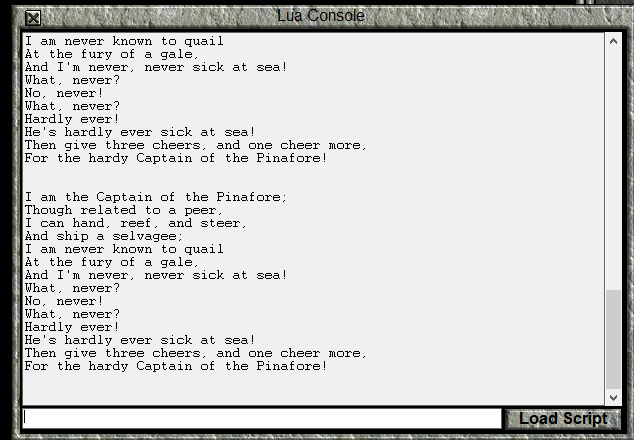 Lua Console
I am never known to quail
At the fury of a gale,
And I'm never, never sick at sea!
What, never?
No, never!
What, never?
Hardly ever!
He's hardly ever sick at sea!
Then give three cheers, and one cheer more,
For the hardy Captain of the Pinafore!
I am the Captain of the Pinafore;
Though related to a peer,
I can hand, reef, and steer,
And ship a selvagee;
I am never known to quail
At the fury of a gale,
And I'm never, never sick at sea!
What, never?
No, never!
What, never?
Hardly ever!
He's hardly ever sick at sea!
Then give three cheers, and one cheer more,
For the hardy Captain of the Pinafore!
Load Script